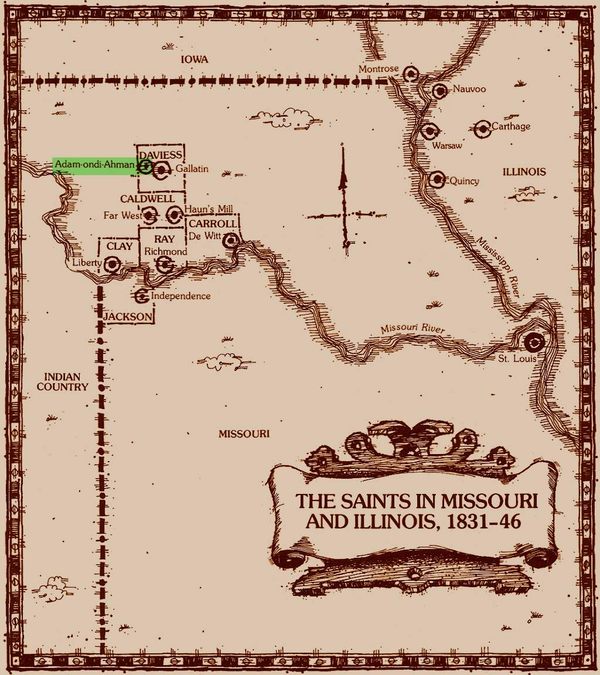 IOWA
Montrose
Nauvoo
Warsaw
Carthage
Quincy
ILLINOIS
Adam-ondi-Ahman
DAVIESS
Gallatin
CALDWELL
Far West
Haun's Mill
CARROLL
De Witt
CLAY
RAY
Liberty
Richmond
Independence
JACKSON
Mississippi River
Missouri River
St. Louis
INDIAN
COUNTRY
MISSOURI
THE SAINTS IN MISSOURI
AND ILLINOIS, 1831-46